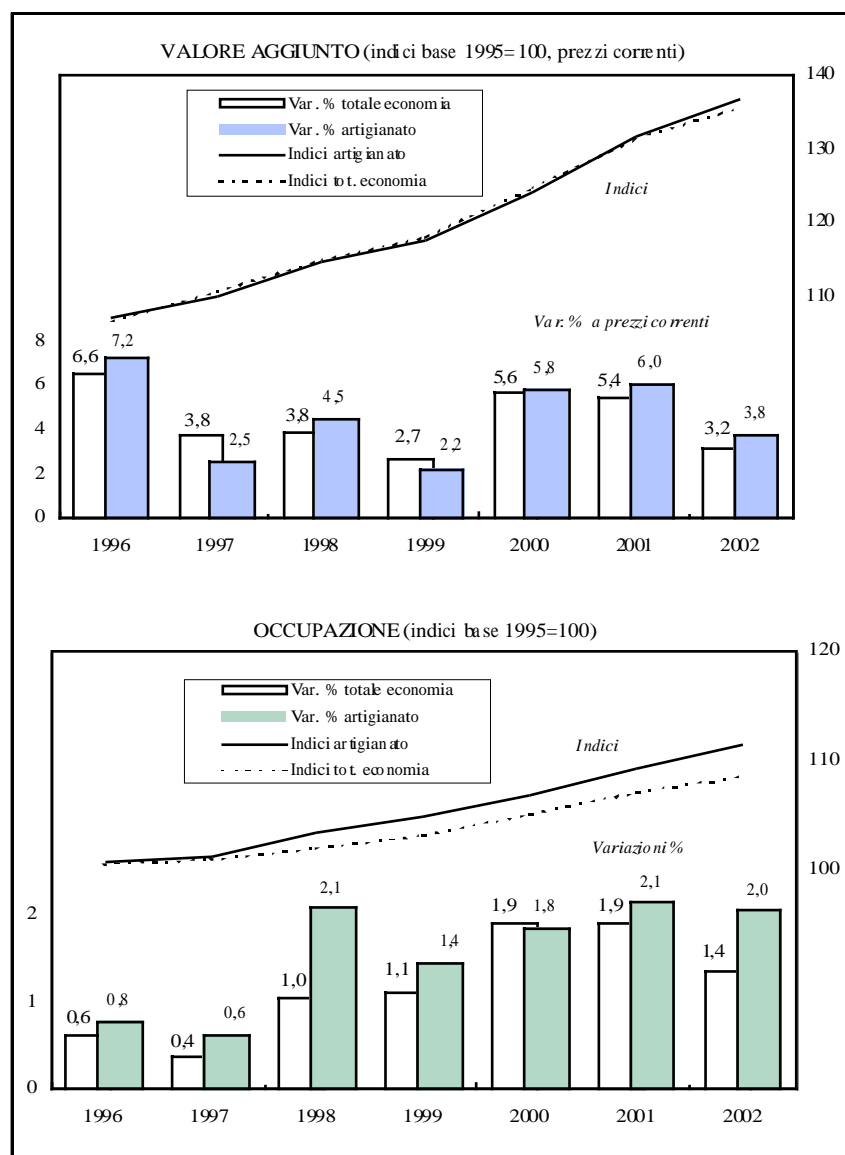 VALORE AGGIUNTO (indici base 1995=100, prezzi correnti)
140
Var. % totale economia
Var. % artigianato
Indici artigianato
Indici tot. economia
130
Indici
120
110
Var. % a prezzi correnti
8
6,6 7,2
6
3,8 2,5
3,8 4,5
2,7 2,2
5,6 5,8
5,4 6,0
3,2 3,8
4
2
0
1996 1997 1998 1999 2000 2001 2002
OCCUPAZIONE (indici base 1995=100)
120
Var. % totale economia
Var. % artigianato
Indici artigianato
Indici tot. economia
Indici
110
Variazioni %
100
2
0,6 0,8
0,4 0,6
1,0 2,1
1,1 1,4
1,9 1,8
1,9 2,1
1,4 2,0
1
0
1996 1997 1998 1999 2000 2001 2002